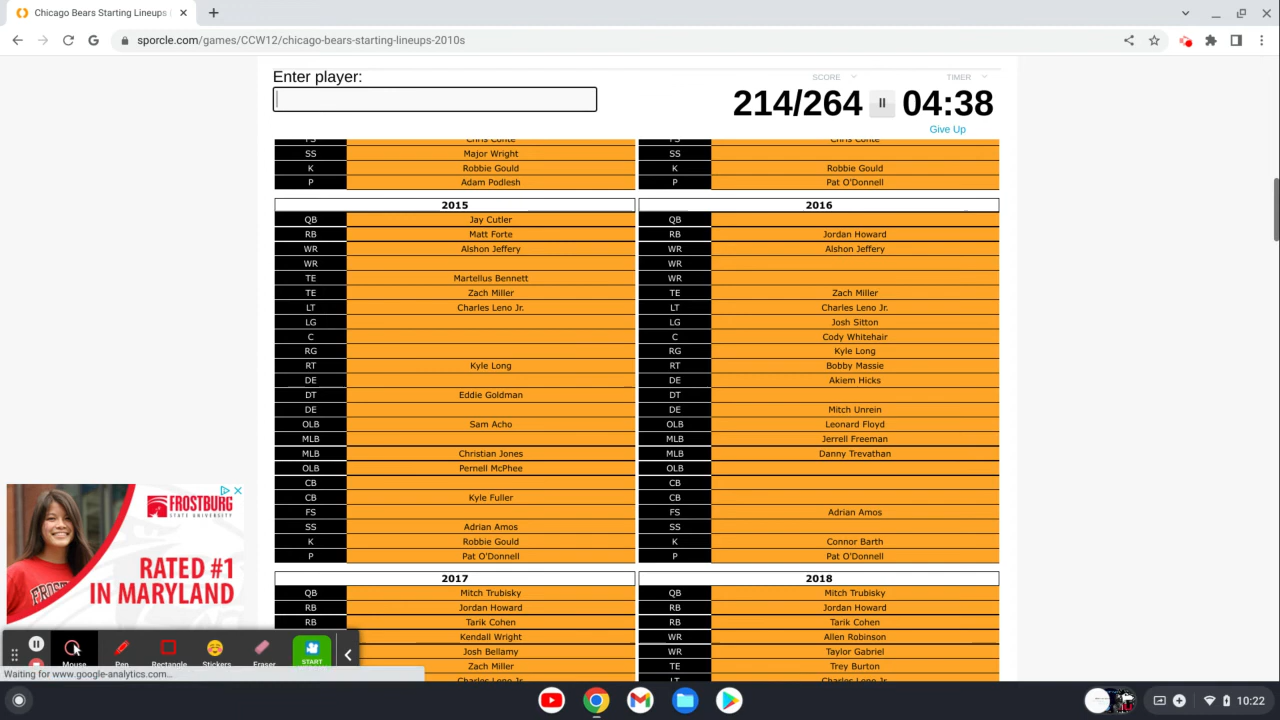 Chicago Bears Starting Lineups |
sporcle.com/games/CCW12/chicago-bears-starting-lineups-2010s
Enter player:
SCORE TIMER
214/264 04:38
Give Up
FS Chris Conte Chris Conte
SS Major Wright SS
K Robbie Gould K Robbie Gould
P Adam Podlesh P Pat O'Donnell
2015 2016
QB Jay Cutler QB
RB Matt Forte RB Jordan Howard
WR Alshon Jeffery WR Alshon Jeffery
WR WR
TE Martellus Bennett WR
TE Zach Miller TE Zach Miller
LT Charles Leno Jr. LT Charles Leno Jr.
LG LG Josh Sitton
C C Cody Whitehair
RG RG Kyle Long
RT Kyle Long RT Bobby Massie
DE DE Akiem Hicks
DT Eddie Goldman DT
DE DE Mitch Unrein
OLB Sam Acho OLB Leonard Floyd
MLB MLB Jerrell Freeman
MLB Christian Jones MLB Danny Trevathan
OLB Pernell McPhee OLB
CB CB
CB Kyle Fuller CB
FS FS Adrian Amos
SS Adrian Amos SS
K Robbie Gould K Connor Barth
P Pat O'Donnell P Pat O'Donnell
2017 2018
QB Mitch Trubisky QB Mitch Trubisky
RB Jordan Howard RB Jordan Howard
RB Tarik Cohen RB Tarik Cohen
Kendall Wright WR Allen Robinson
Josh Bellamy WR Taylor Gabriel
Zach Miller TE Trey Burton
Charles Leno Jr. LT
FROSTBURG
STATE UNIVERSITY
RATED #1
IN MARYLAND
Mouse Pen Rectangle Stickers Eraser START
Waiting for www.google-analytics.com...
10:22